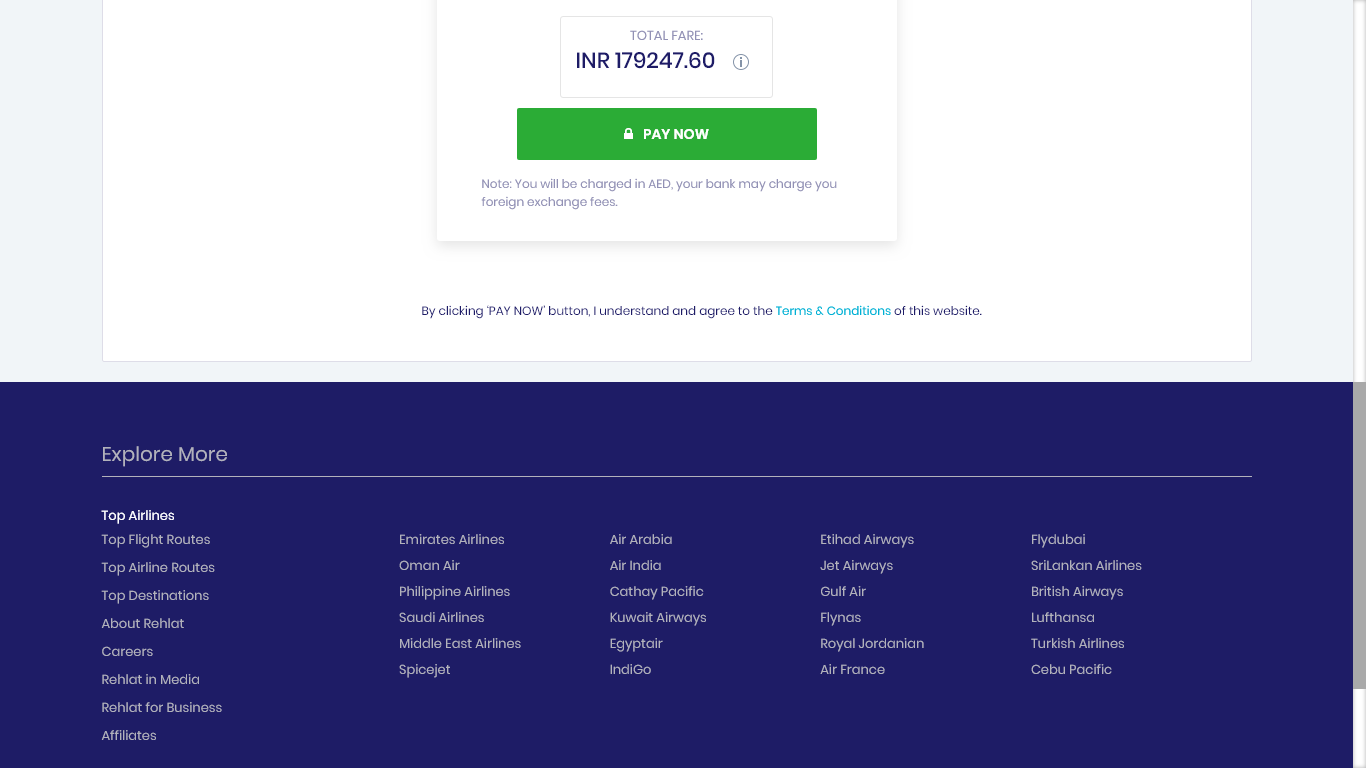 TOTAL FARE:
INR 179247.60
PAY NOW
Note: You will be charged in AED, your bank may charge you
foreign exchange fees.
By clicking 'PAY NOW' button, I understand and agree to the Terms & Conditions of this website.
Explore More
Top Airlines
Top Flight Routes
Top Airline Routes
Top Destinations
About Rehlat
Careers
Rehlat in Media
Rehlat for Business
Affiliates
Emirates Airlines
Oman Air
Philippine Airlines
Saudi Airlines
Middle East Airlines
Spicejet
Air Arabia
Air India
Cathay Pacific
Kuwait Airways
Egyptair
IndiGo
Etihad Airways
Jet Airways
Gulf Air
Flynas
Royal Jordanian
Air France
Flydubai
SriLankan Airlines
British Airways
Lufthansa
Turkish Airlines
Cebu Pacific